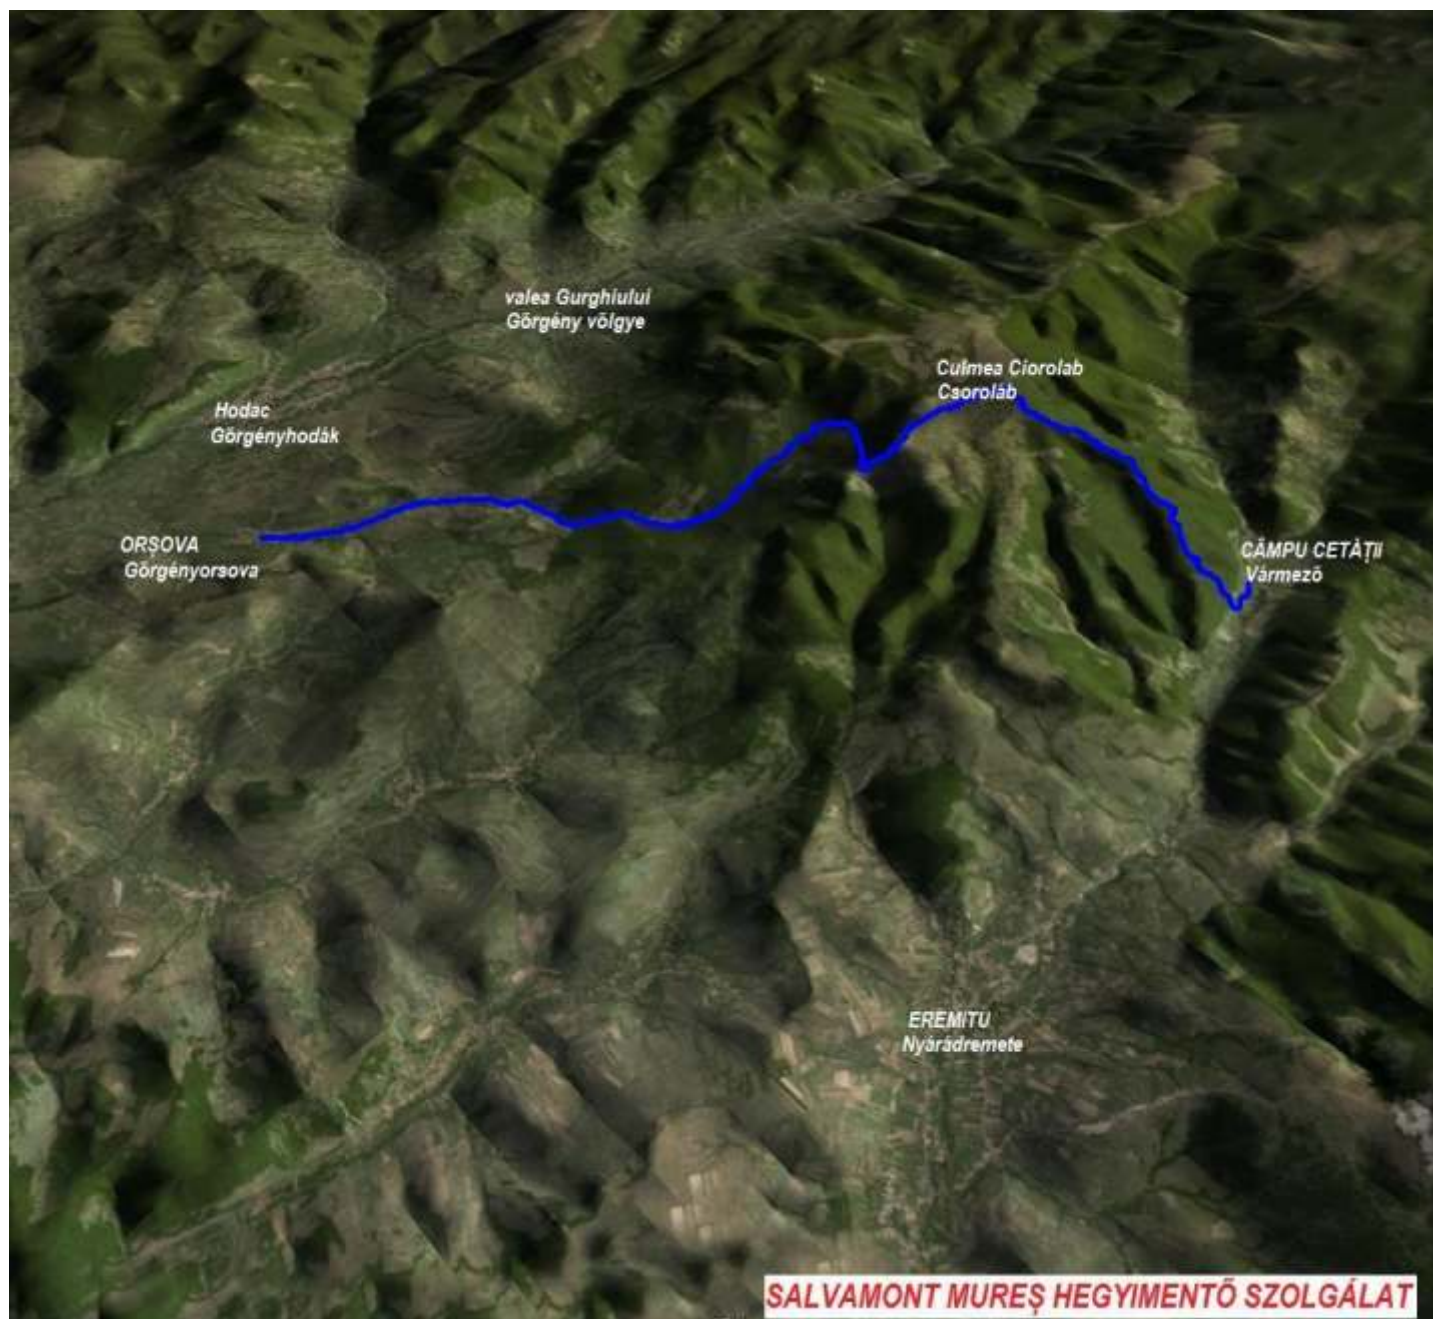 valea Gurghiului
Görgény völgye
Culmea Ciorolab
Csoroláb
Hodac
Görgényhodák
ORȘOVA
Görgényorsova
CÂMPU CETĂȚII
Vármező
EREMITU
Nyárádremete
SALVAMONT MUREȘ HEGYIMENTŐ SZOLGÁLAT